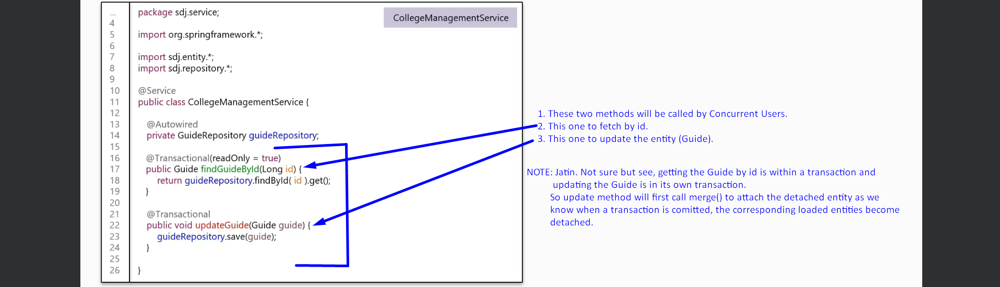 ... package sdj.service;
CollegeManagementService
4
5 import org.springframework.*;
6
7 import sdj.entity.*;
8 import sdj.repository.*;
9
10 @Service
11 public class CollegeManagementService {
12
13 @Autowired
14 private GuideRepository guideRepository;
15
16 @Transactional(readOnly = true)
17 public Guide findGuideById(Long id) {
18 return guideRepository.findById( id ).get();
19 }
20
21 @Transactional
22 public void updateGuide(Guide guide) {
23 guideRepository.save(guide);
24 }
25
26 }
1. These two methods will be called by Concurrent Users.
2. This one to fetch by id.
3. This one to update the entity (Guide).
NOTE: Jatin. Not sure but see, getting the Guide by id is within a transaction and
updating the Guide is in its own transaction.
So update method will first call merge() to attach the detached entity as we
know when a transaction is comitted, the corresponding loaded entities become
detached.